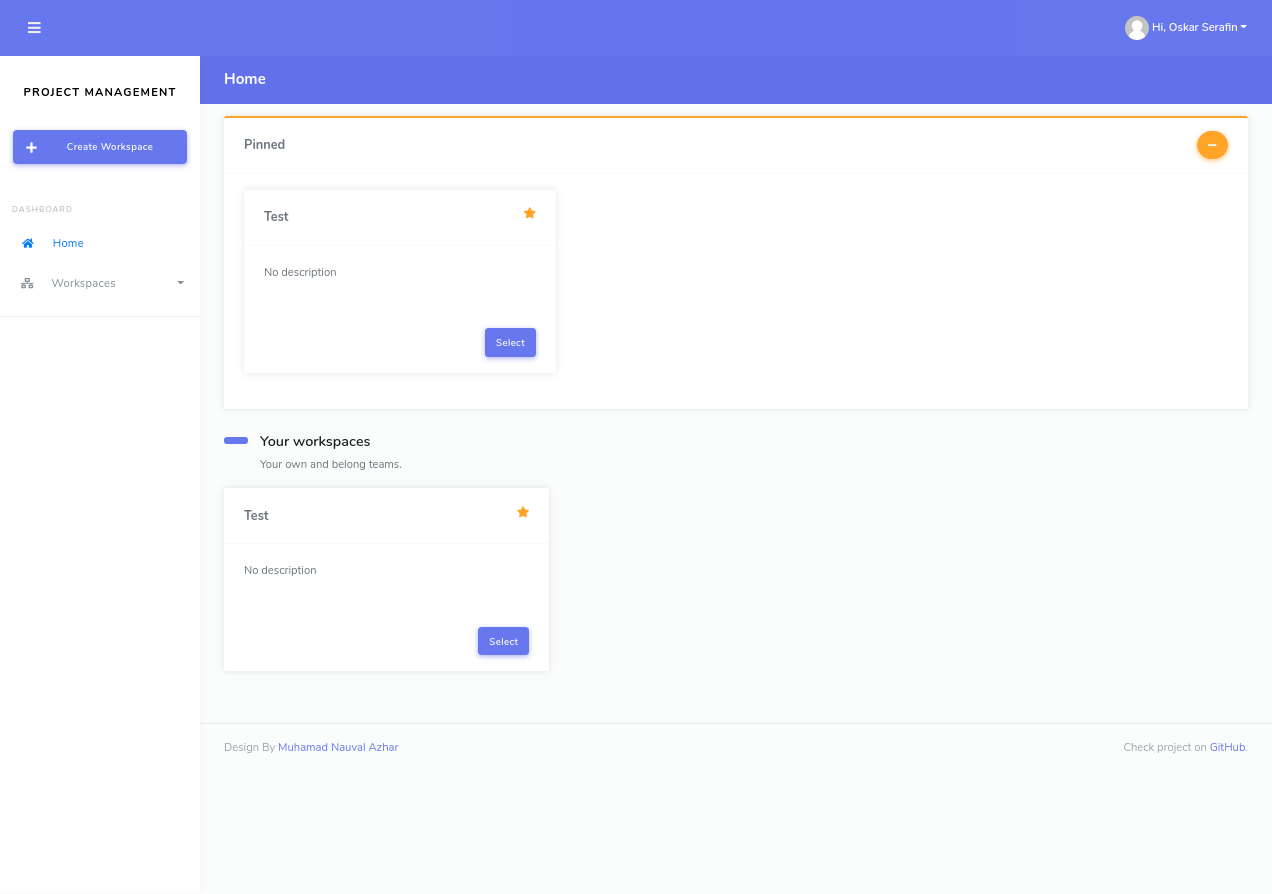 Hi, Oskar Serafin
PROJECT MANAGEMENT
Create Workspace
DASHBOARD
Home
Workspaces
Home
Pinned
Test
No description
Select
Your workspaces
Your own and belong teams.
Test
No description
Select
Design By Muhamad Nauval Azhar
Check project on GitHub.